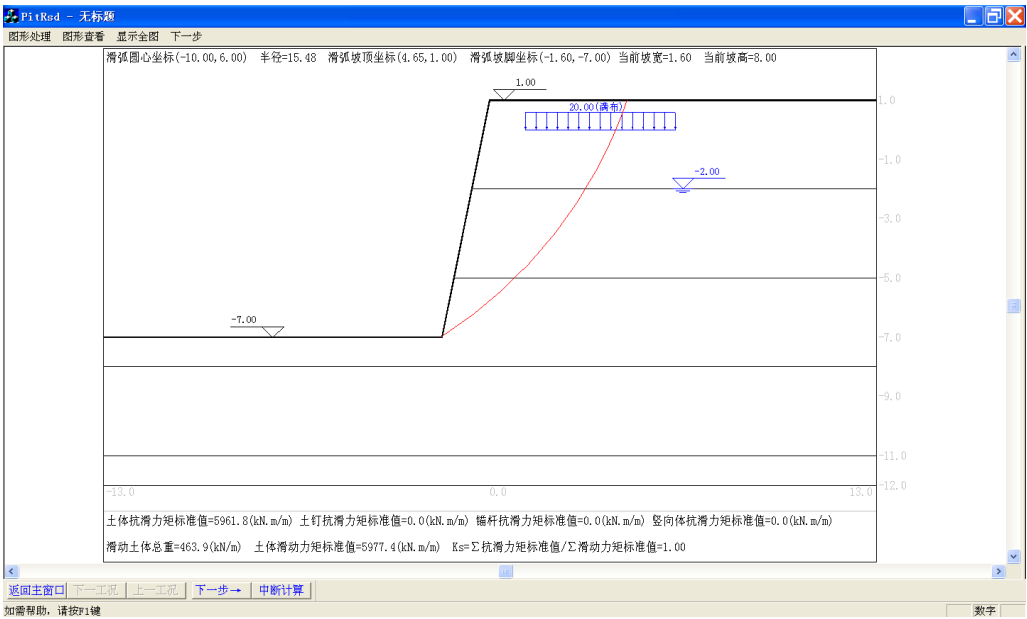 PitRsd - 无标题
图形处理 图形查看 显示全图 下一步
滑弧圆心坐标(-10.00,6.00) 半径=15.48 滑弧坡顶坐标(4.65,1.00) 滑弧坡脚坐标(-1.60,-7.00) 当前坡宽=1.60 当前坡高=8.00
1.00
1.0
20.00(满布)
-1.0
-2.00
-3.0
-5.0
-7.00
-7.0
-9.0
-11.0
-13.0 0.0 13.0 -12.0
土体抗滑力矩标准值=5961.8(kN.m/m) 土钉抗滑力矩标准值=0.0(kN.m/m) 锚杆抗滑力矩标准值=0.0(kN.m/m) 竖向体抗滑力矩标准值=0.0(kN.m/m)
滑动土体总重=463.9(kN/m) 土体滑动力矩标准值=5977.4(kN.m/m) Ks=Σ抗滑力矩标准值/Σ滑动力矩标准值=1.00
返回主窗口 下一工况 上一工况 下一步→ 中断计算
如需帮助，请按F1键 数字